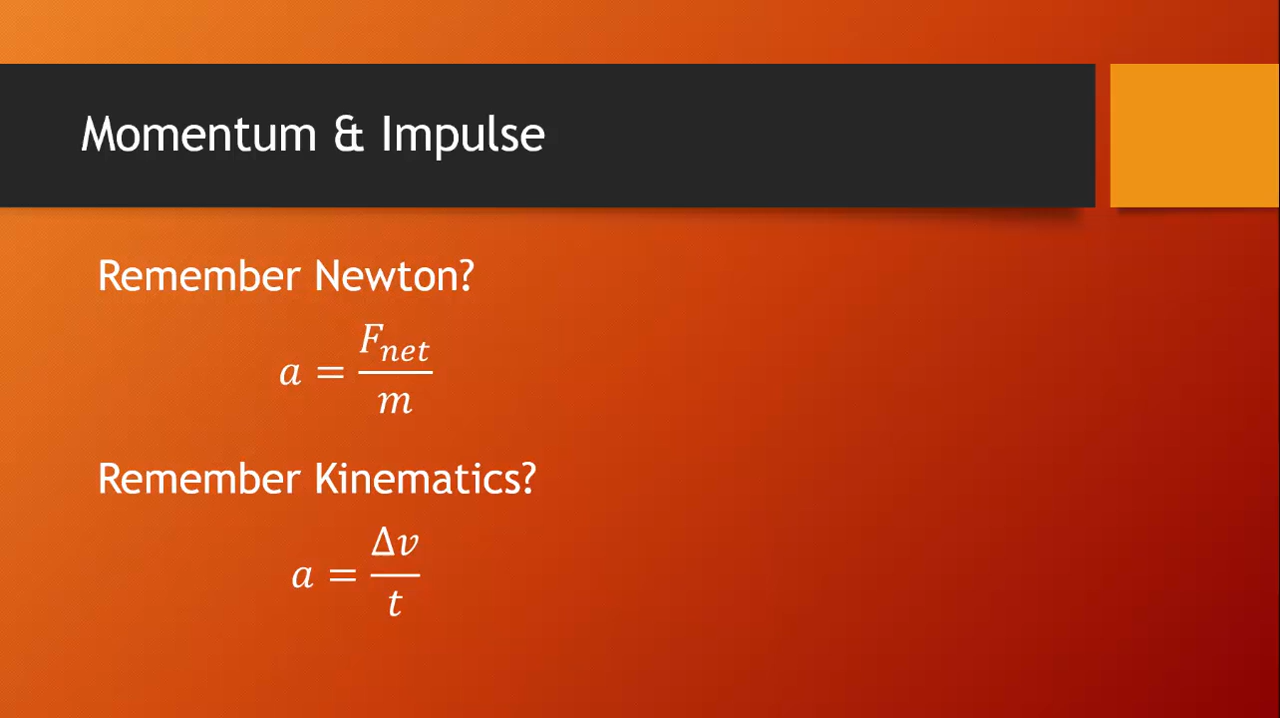 Momentum & Impulse
Remember Newton?
a = F_net / m
Remember Kinematics?
a = Δv / t